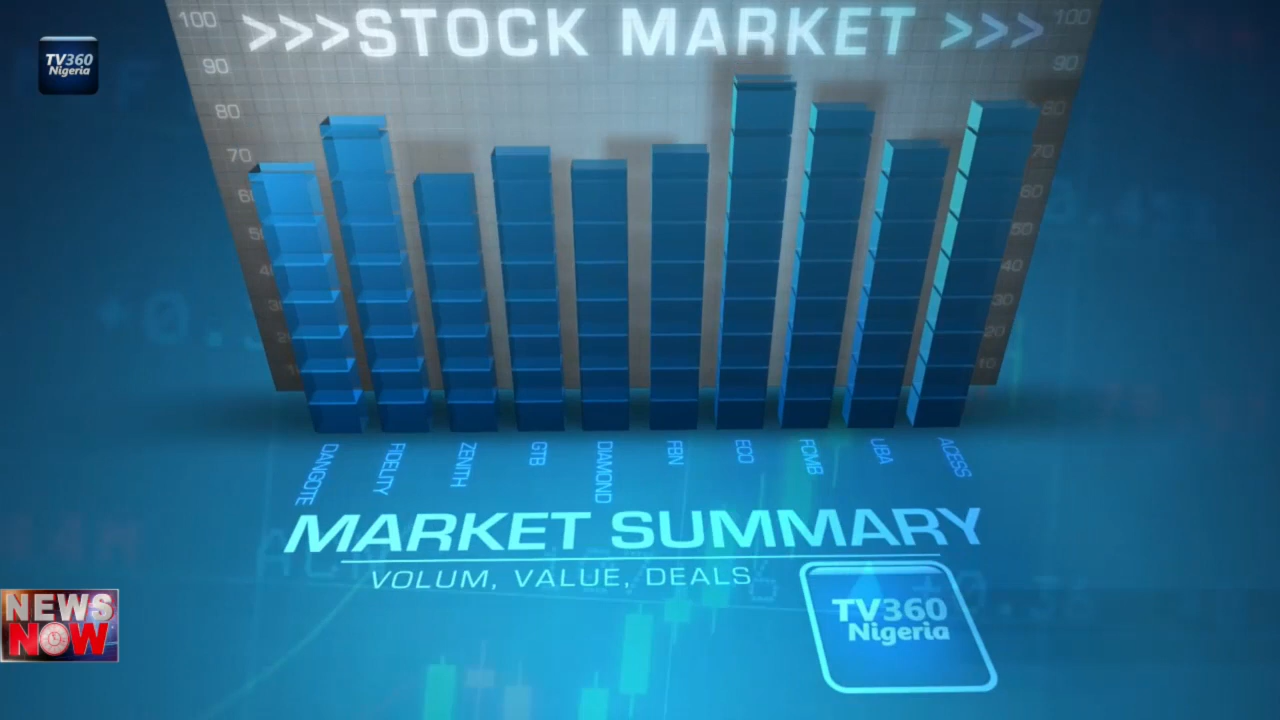 >>>STOCK MARKET >>>
100
90
80
70
100
90
80
70
60
50
40
30
20
10
DANGOTE
FIDELITY
ZENITH
GTB
DIAMOND
FBN
ECO
FCMB
UBA
ACESS
MARKET SUMMARY
VOLUM, VALUE, DEALS
TV360
Nigeria
TV360
Nigeria
NEWS
NOW